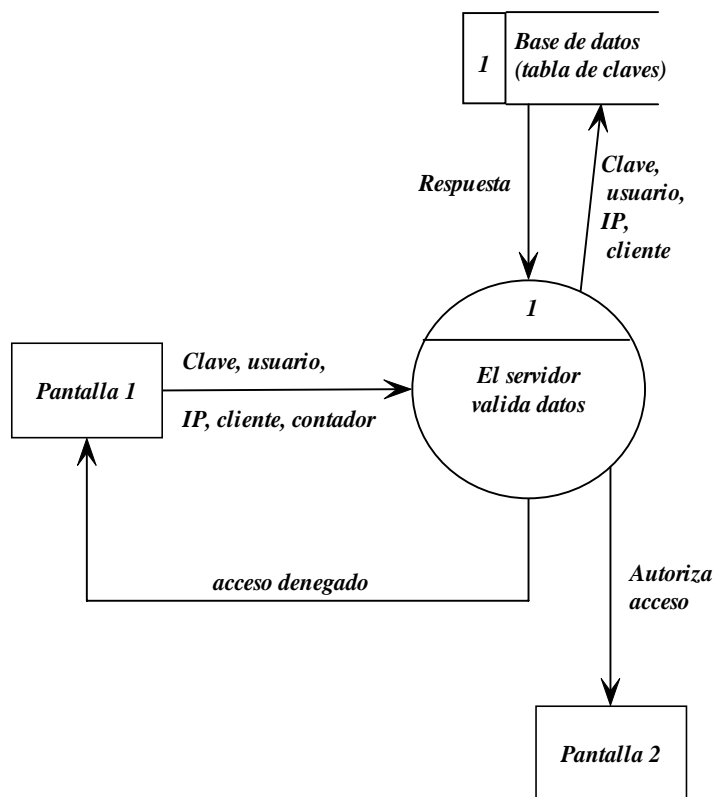 1
Base de datos
(tabla de claves)
Respuesta
Clave,
usuario,
IP,
cliente
1
El servidor
valida datos
Pantalla 1
Clave, usuario,
IP, cliente, contador
acceso denegado
Autoriza
acceso
Pantalla 2